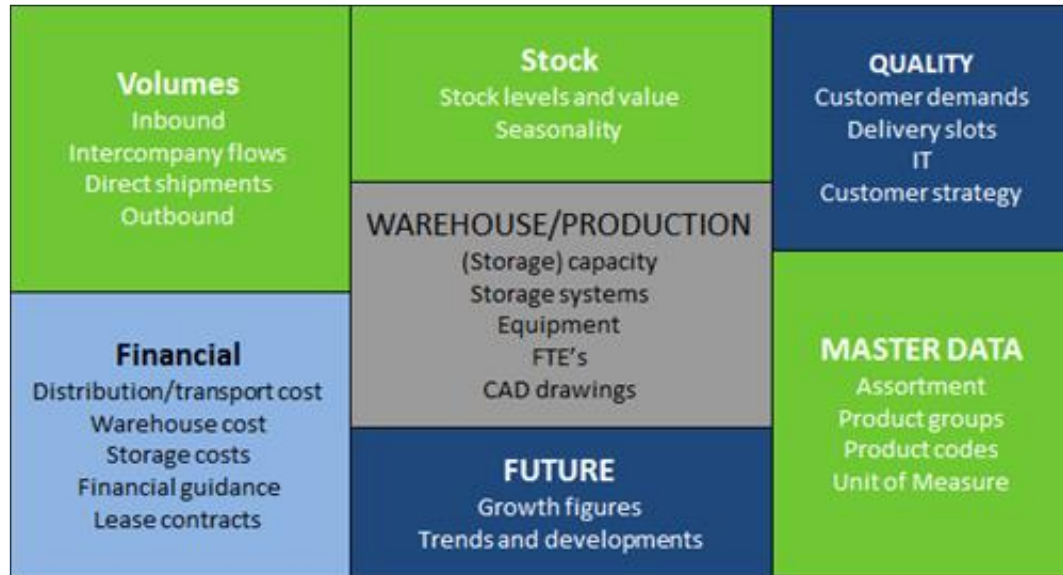 Volumes
Inbound
Intercompany flows
Direct shipments
Outbound
Stock
Stock levels and value
Seasonality
QUALITY
Customer demands
Delivery slots
IT
Customer strategy
WAREHOUSE/PRODUCTION
(Storage) capacity
Storage systems
Equipment
FTE's
CAD drawings
Financial
Distribution/transport cost
Warehouse cost
Storage costs
Financial guidance
Lease contracts
FUTURE
Growth figures
Trends and developments
MASTER DATA
Assortment
Product groups
Product codes
Unit of Measure